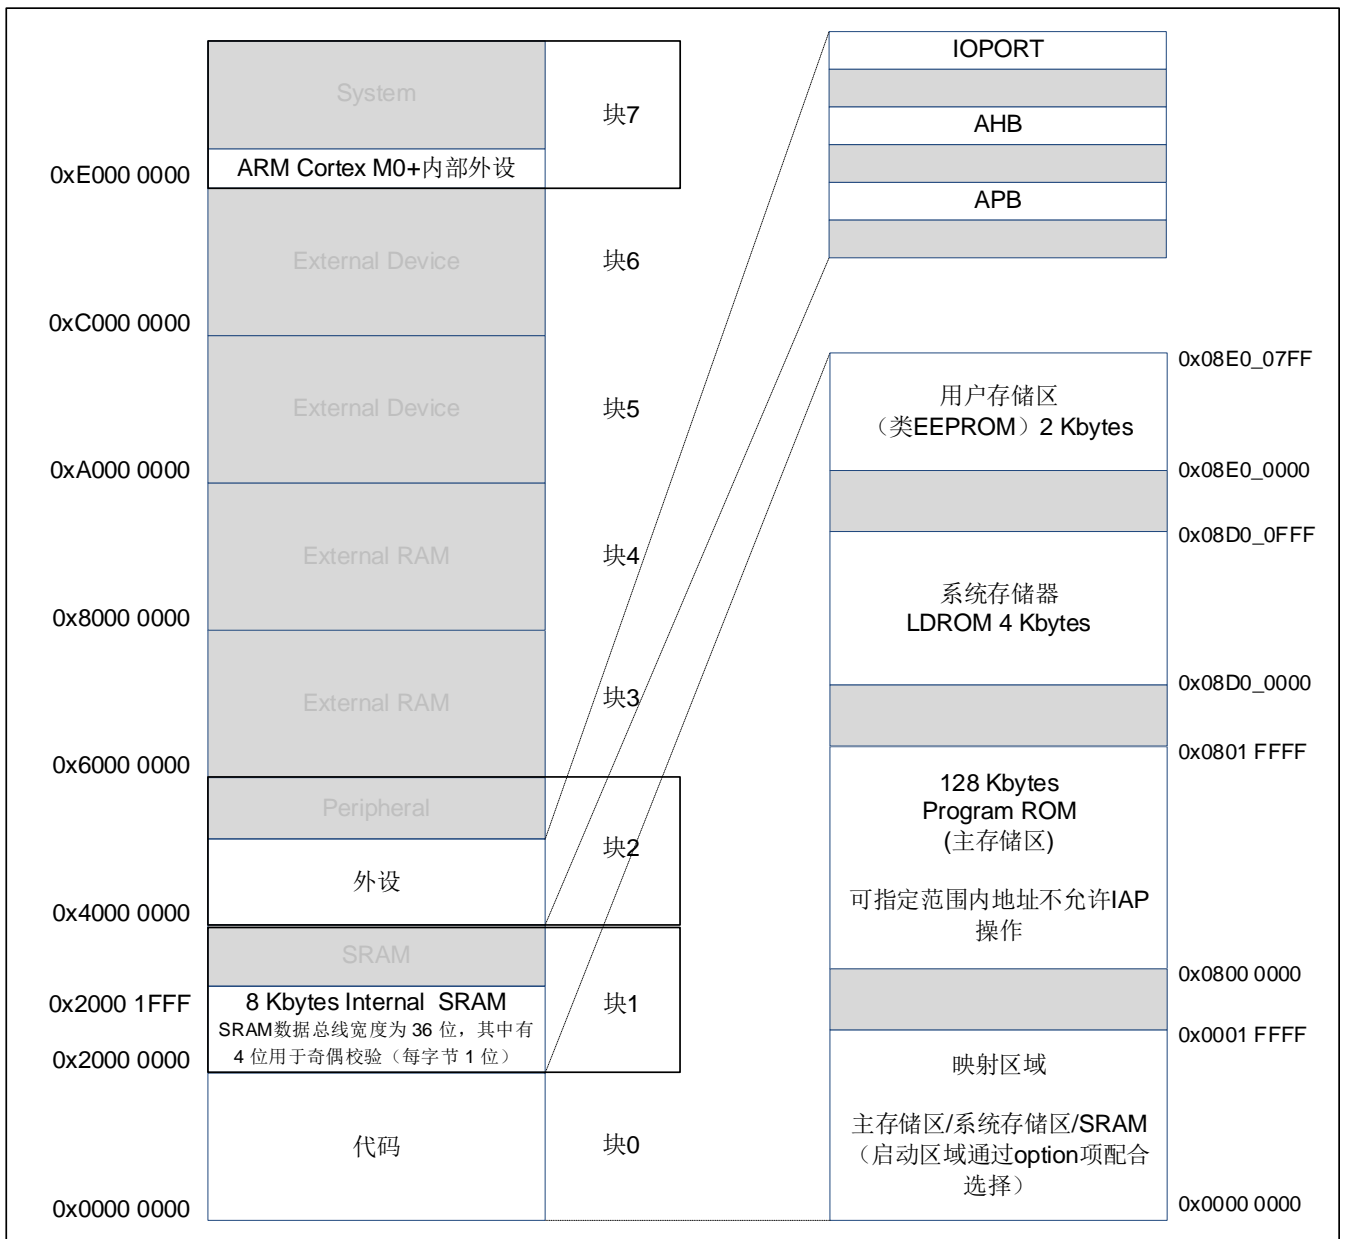 System
块7
0xE000 0000
ARM Cortex M0+内部外设
External Device
块6
0xC000 0000
External Device
块5
0xA000 0000
External RAM
块4
0x8000 0000
External RAM
块3
0x6000 0000
Peripheral
块2
外设
0x4000 0000
SRAM
0x2000 1FFF
8 Kbytes Internal SRAM
块1
SRAM数据总线宽度为 36 位，其中有
4 位用于奇偶校验（每字节 1 位）
0x2000 0000
代码
块0
0x0000 0000
IOPORT
AHB
APB
0x08E0_07FF
用户存储区
（类EEPROM）2 Kbytes
0x08E0_0000
0x08D0_0FFF
系统存储器
LDROM 4 Kbytes
0x08D0_0000
0x0801 FFFF
128 Kbytes
Program ROM
(主存储区)
可指定范围内地址不允许IAP
操作
0x0800 0000
0x0001 FFFF
映射区域
主存储区/系统存储区/SRAM
（启动区域通过option项配合
选择）
0x0000 0000